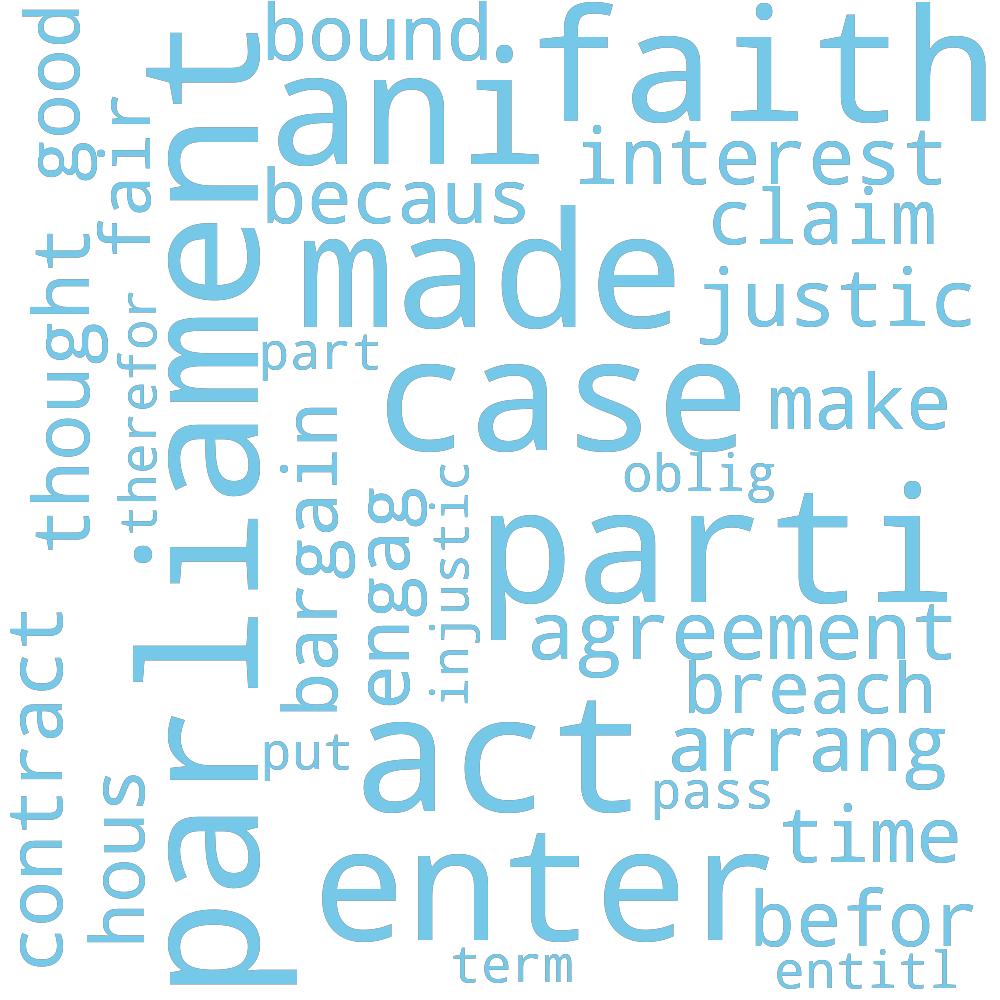 good
bound
faith
ani
fair
parliament
interest
becaus
claim
thought
made
justic
therefor
part
case
make
oblig
bargain
engag
injustic
parti
agreement
contract
breach
act
arrang
put
pass
hous
time
enter
befor
term
entitl